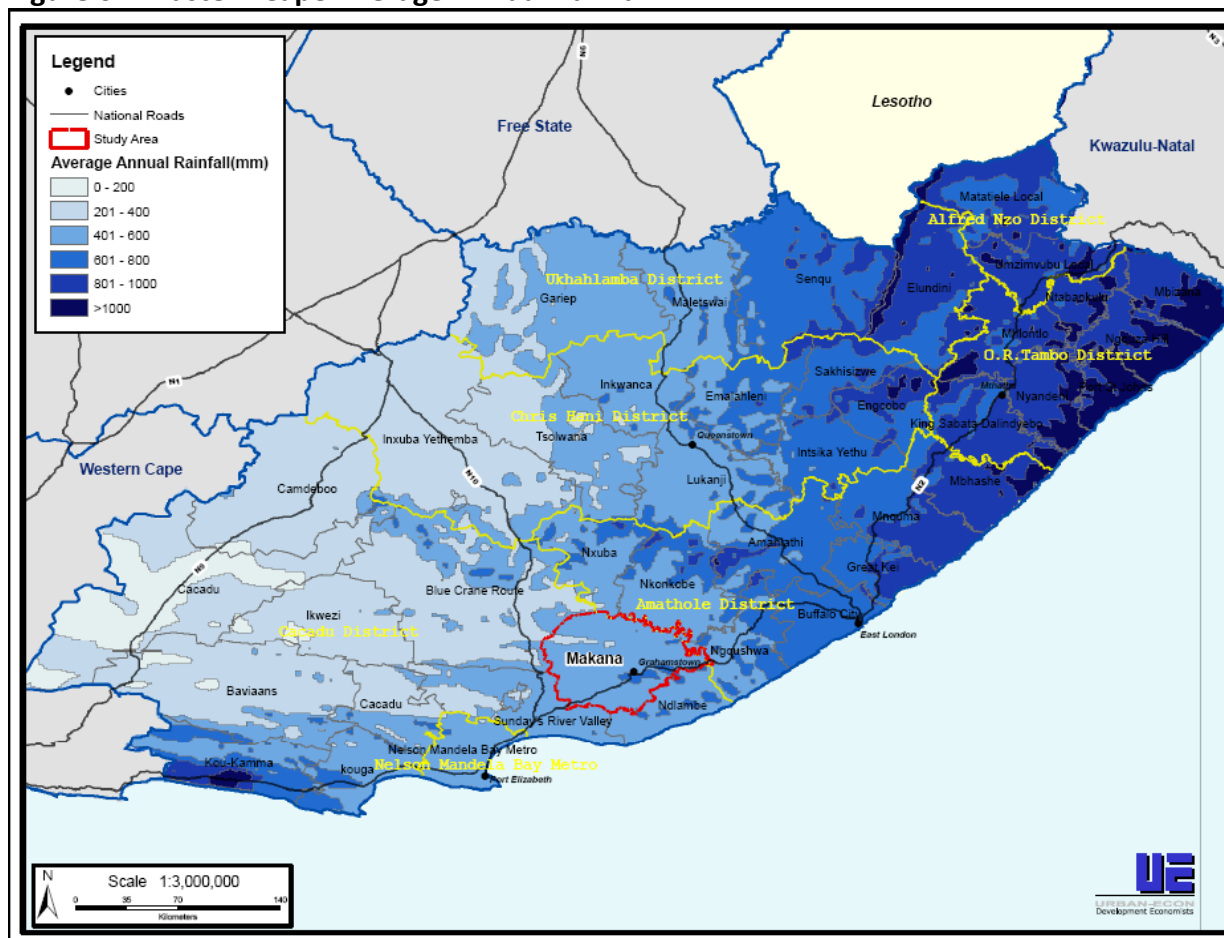 Legend
Cities
National Roads
Study Area
Average Annual Rainfall(mm)
0 - 200
201 - 400
401 - 600
601 - 800
801 - 1000
>1000
N6
N3
Lesotho
Free State
Kwazulu-Natal
Matatiele Local
Alfred Nzo District
Umzimvubu Local
Ukhahlamba District
Senqu
Elundini
Gariep
Maletswai
Ntabankulu
Mbizana
Mhlontlo
O.R.Tambo District
N1
Sakhisizwe
Inkwanca
Emalahleni
Engcobo
Mthatha
Nyandeni
Port St Johns
Chris Hani District
Tsolwana
King Sabata Dalindyebo
Inxuba Yethemba
Queenstown
Intsika Yethu
Western Cape
Lukanji
Mbhashe
N10
N2
Camdeboo
Mnquma
Amahlathi
Nxuba
Great Kei
N9
Nkonkobe
Cacadu
Blue Crane Route
Amathole District
Ikwezi
Buffalo City
Cacadu District
East London
Makana
Ngqushwa
Grahamstown
Baviaans
Cacadu
Ndlambe
Sunday's River Valley
Nelson Mandela Bay Metro
Kou-Kamma
kouga
Nelson Mandela Bay Metro
Port Elizabeth
N
Scale 1:3,000,000
0 35 70 140
Kilometers
UE
URBAN-ECON
Development Economists